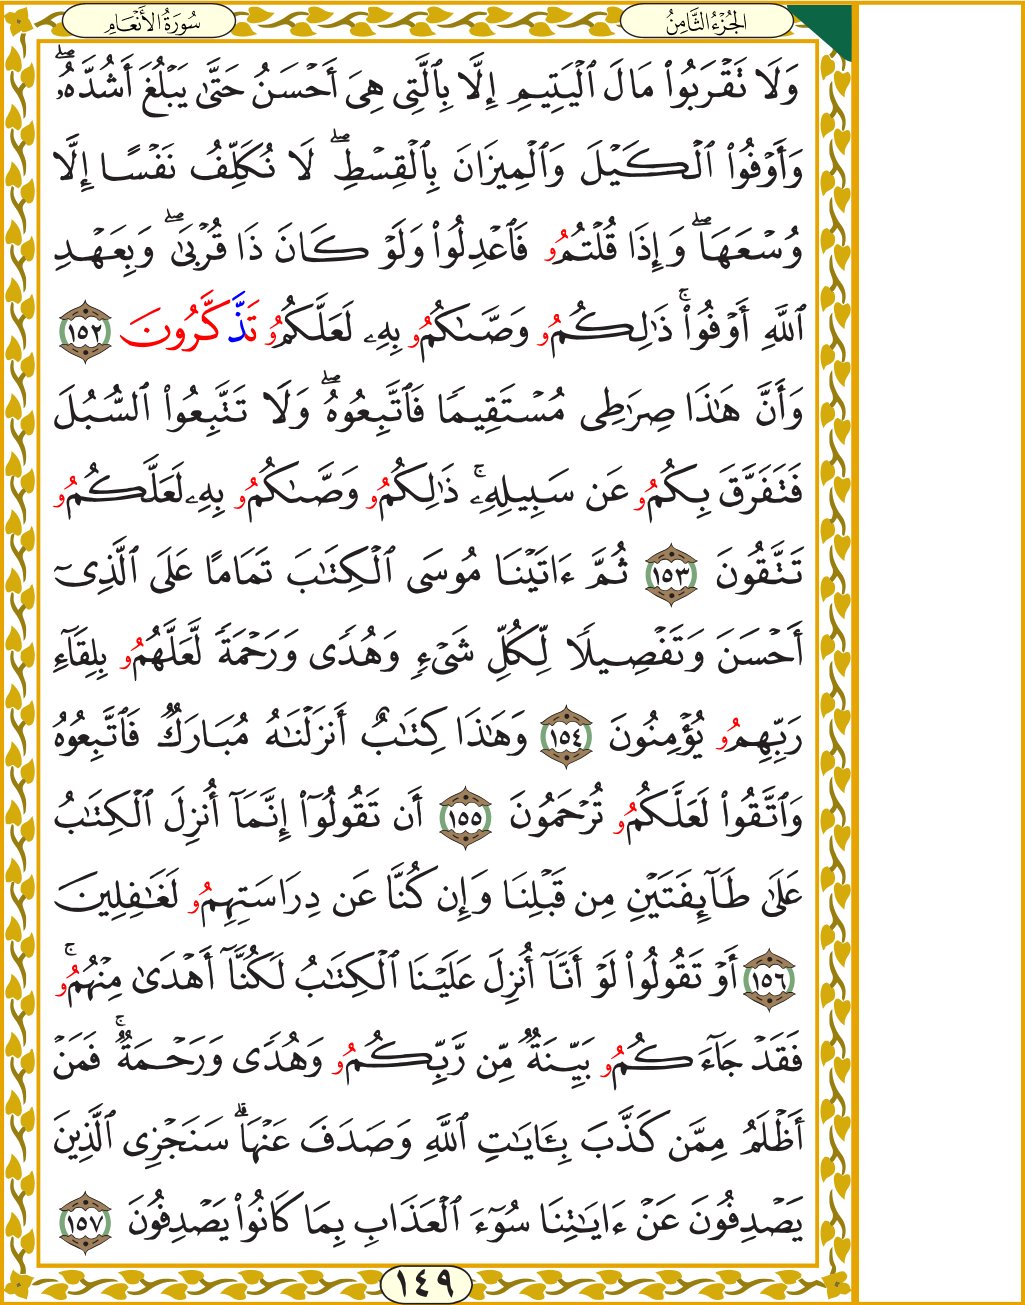 سُورَةُ الأَنْعَامِ
الجُزْءُ الثَّامِنُ
وَلَا تَقْرَبُوا۟ مَالَ ٱلْيَتِيمِ إِلَّا بِٱلَّتِى هِىَ أَحْسَنُ حَتَّىٰ يَبْلُغَ أَشُدَّهُۥۖ
وَأَوْفُوا۟ ٱلْكَيْلَ وَٱلْمِيزَانَ بِٱلْقِسْطِۖ لَا نُكَلِّفُ نَفْسًا إِلَّا
وُسْعَهَاۖ وَإِذَا قُلْتُمُۥ فَٱعْدِلُوا۟ وَلَوْ كَانَ ذَا قُرْبَىٰۖ وَبِعَهْدِ
ٱللَّهِ أَوْفُوا۟ۚ ذَٰلِكُمُۥ وَصَّىٰكُمُۥ بِهِۦ لَعَلَّكُمُۥ تَذَّكَّرُونَ ١٥٢
وَأَنَّ هَٰذَا صِرَٰطِى مُسْتَقِيمًا فَٱتَّبِعُوهُۖ وَلَا تَتَّبِعُوا۟ ٱلسُّبُلَ
فَتَفَرَّقَ بِكُمُۥ عَن سَبِيلِهِۦۚ ذَٰلِكُمُۥ وَصَّىٰكُمُۥ بِهِۦ لَعَلَّكُمُۥ
تَتَّقُونَ ١٥٣ ثُمَّ ءَاتَيْنَا مُوسَى ٱلْكِتَٰبَ تَمَامًا عَلَى ٱلَّذِىٓ
أَحْسَنَ وَتَفْصِيلًا لِّكُلِّ شَىْءٍ وَهُدًى وَرَحْمَةً لَّعَلَّهُمُۥ بِلِقَآءِ
رَبِّهِمُۥ يُؤْمِنُونَ ١٥٤ وَهَٰذَا كِتَٰبٌ أَنزَلْنَٰهُ مُبَارَكٌ فَٱتَّبِعُوهُ
وَٱتَّقُوا۟ لَعَلَّكُمُۥ تُرْحَمُونَ ١٥٥ أَن تَقُولُوٓا۟ إِنَّمَآ أُنزِلَ ٱلْكِتَٰبُ
عَلَىٰ طَآئِفَتَيْنِ مِن قَبْلِنَا وَإِن كُنَّا عَن دِرَاسَتِهِمُۥ لَغَٰفِلِينَ
١٥٦ أَوْ تَقُولُوا۟ لَوْ أَنَّآ أُنزِلَ عَلَيْنَا ٱلْكِتَٰبُ لَكُنَّآ أَهْدَىٰ مِنْهُمُۥۚ
فَقَدْ جَآءَكُمُۥ بَيِّنَةٌ مِّن رَّبِّكُمُۥ وَهُدًى وَرَحْمَةٌۚ فَمَنْ
أَظْلَمُ مِمَّن كَذَّبَ بِـَٔايَٰتِ ٱللَّهِ وَصَدَفَ عَنْهَاۗ سَنَجْزِى ٱلَّذِينَ
يَصْدِفُونَ عَنْ ءَايَٰتِنَا سُوٓءَ ٱلْعَذَابِ بِمَا كَانُوا۟ يَصْدِفُونَ ١٥٧
١٤٩